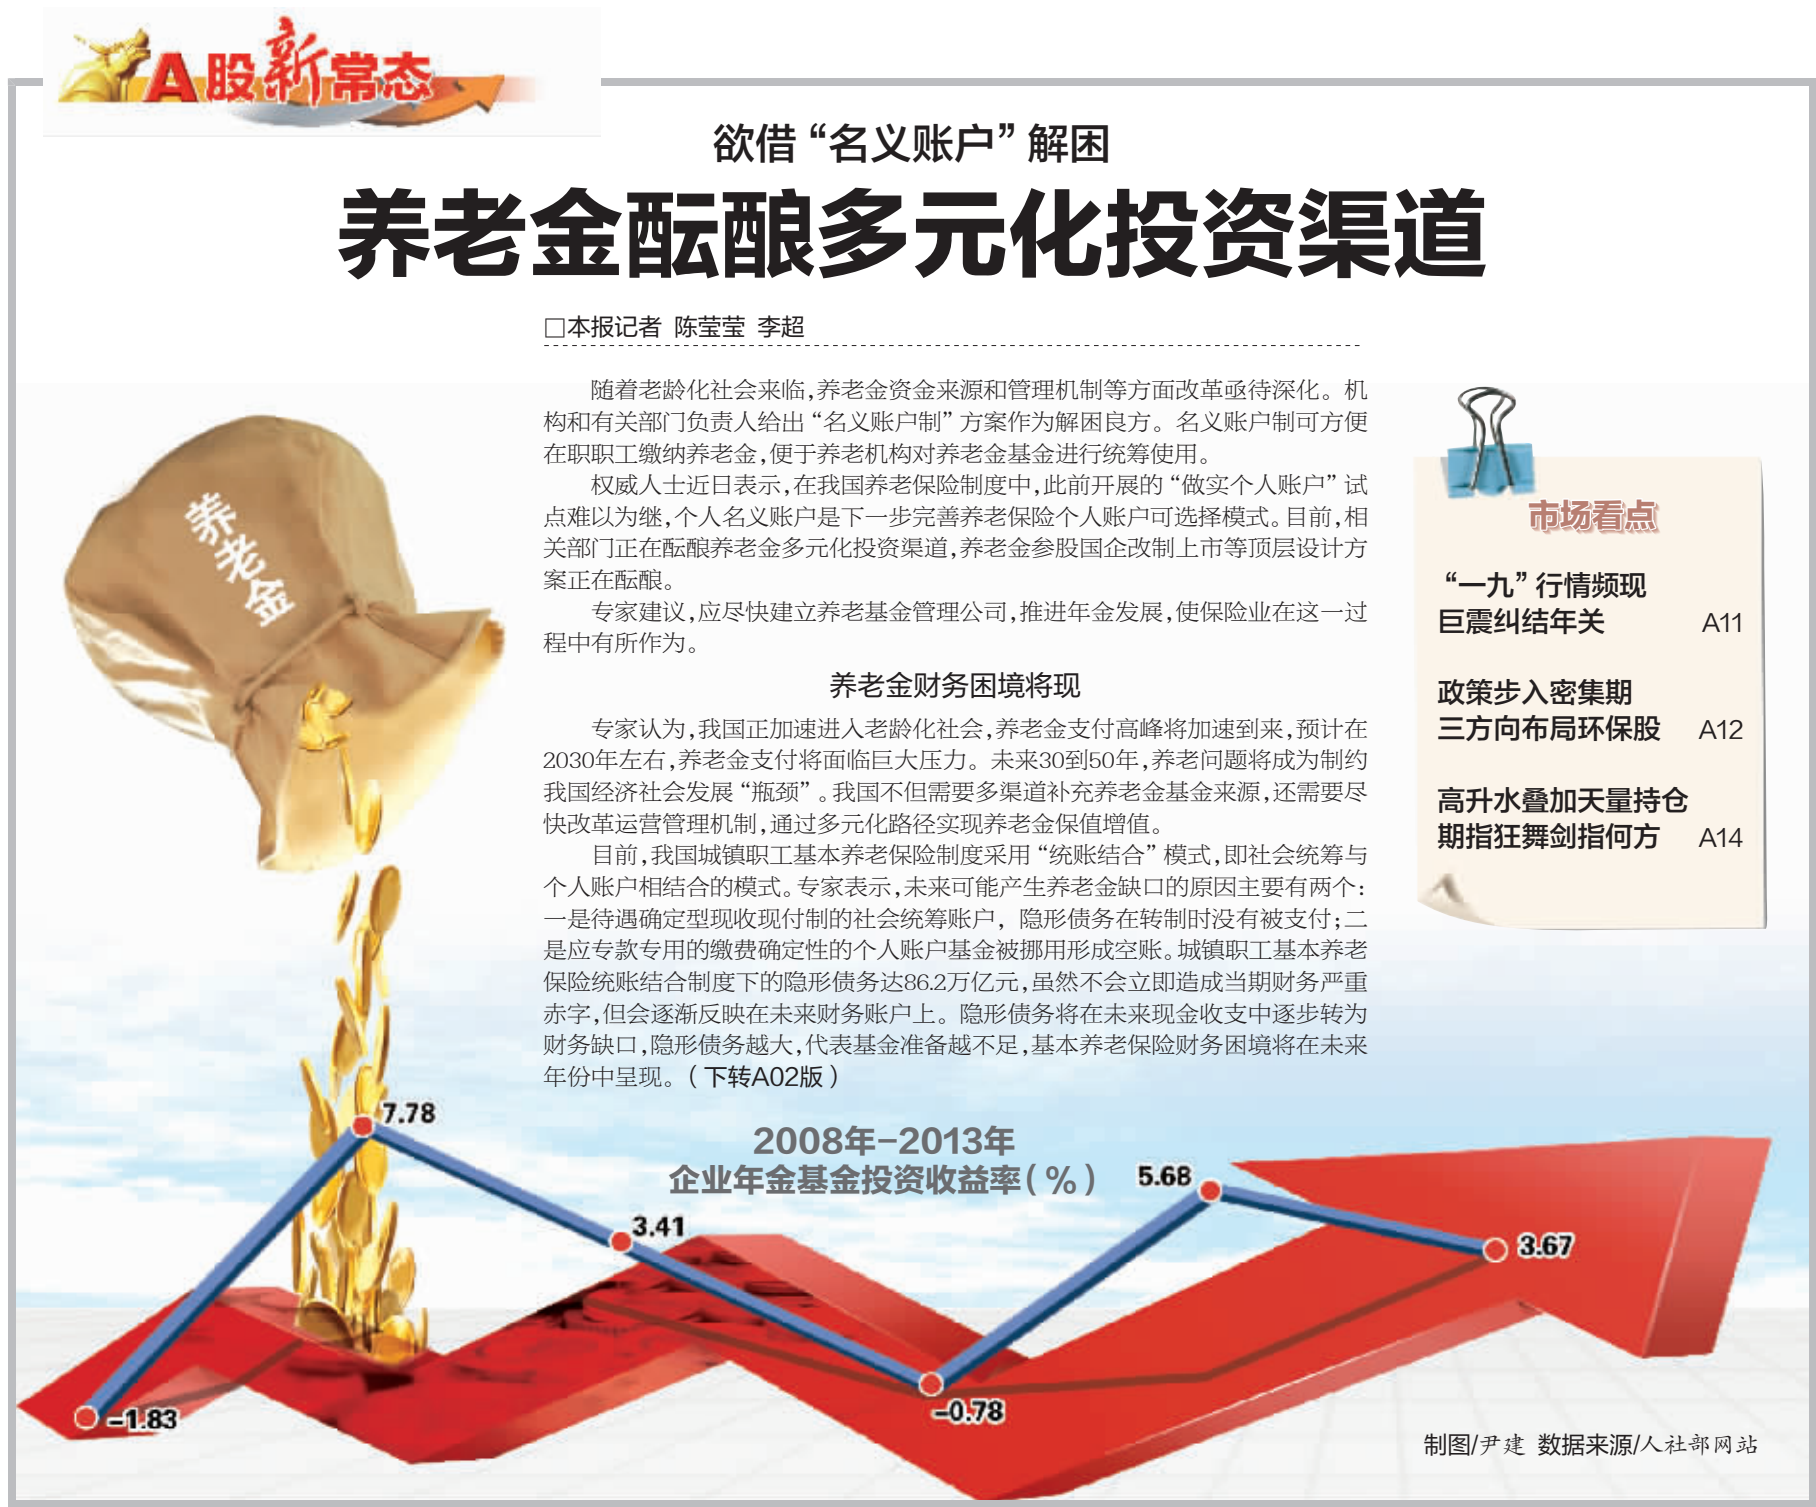 A股新常态
欲借“名义账户”解困
养老金酝酿多元化投资渠道
□本报记者 陈莹莹 李超
随着老龄化社会来临,养老金资金来源和管理机制等方面改革亟待深化。机
构和有关部门负责人给出“名义账户制”方案作为解困良方。名义账户制可方便
在职职工缴纳养老金,便于养老机构对养老金基金进行统筹使用。
权威人士近日表示,在我国养老保险制度中,此前开展的“做实个人账户”试
点难以为继,个人名义账户是下一步完善养老保险个人账户可选择模式。目前,相
关部门正在酝酿养老金多元化投资渠道,养老金参股国企改制上市等顶层设计方
案正在酝酿。
专家建议,应尽快建立养老基金管理公司,推进年金发展,使保险业在这一过
程中有所作为。
养老金财务困境将现
专家认为,我国正加速进入老龄化社会,养老金支付高峰将加速到来,预计在
2030年左右,养老金支付将面临巨大压力。未来30到50年,养老问题将成为制约
我国经济社会发展“瓶颈”。我国不但需要多渠道补充养老金基金来源,还需要尽
快改革运营管理机制,通过多元化路径实现养老金保值增值。
目前,我国城镇职工基本养老保险制度采用“统账结合”模式,即社会统筹与
个人账户相结合的模式。专家表示,未来可能产生养老金缺口的原因主要有两个:
一是待遇确定型现收现付制的社会统筹账户,隐形债务在转制时没有被支付;二
是应专款专用的缴费确定性的个人账户基金被挪用形成空账。城镇职工基本养老
保险统账结合制度下的隐形债务达86.2万亿元,虽然不会立即造成当期财务严重
赤字,但会逐渐反映在未来财务账户上。隐形债务将在未来现金收支中逐步转为
财务缺口,隐形债务越大,代表基金准备越不足,基本养老保险财务困境将在未来
年份中呈现。(下转A02版)
养老金
市场看点
“一九”行情频现
巨震纠结年关 A11
政策步入密集期
三方向布局环保股 A12
高升水叠加天量持仓
期指狂舞剑指何方 A14
2008年-2013年
企业年金基金投资收益率(%)
-1.83
7.78
3.41
-0.78
5.68
3.67
制图/尹建 数据来源/人社部网站